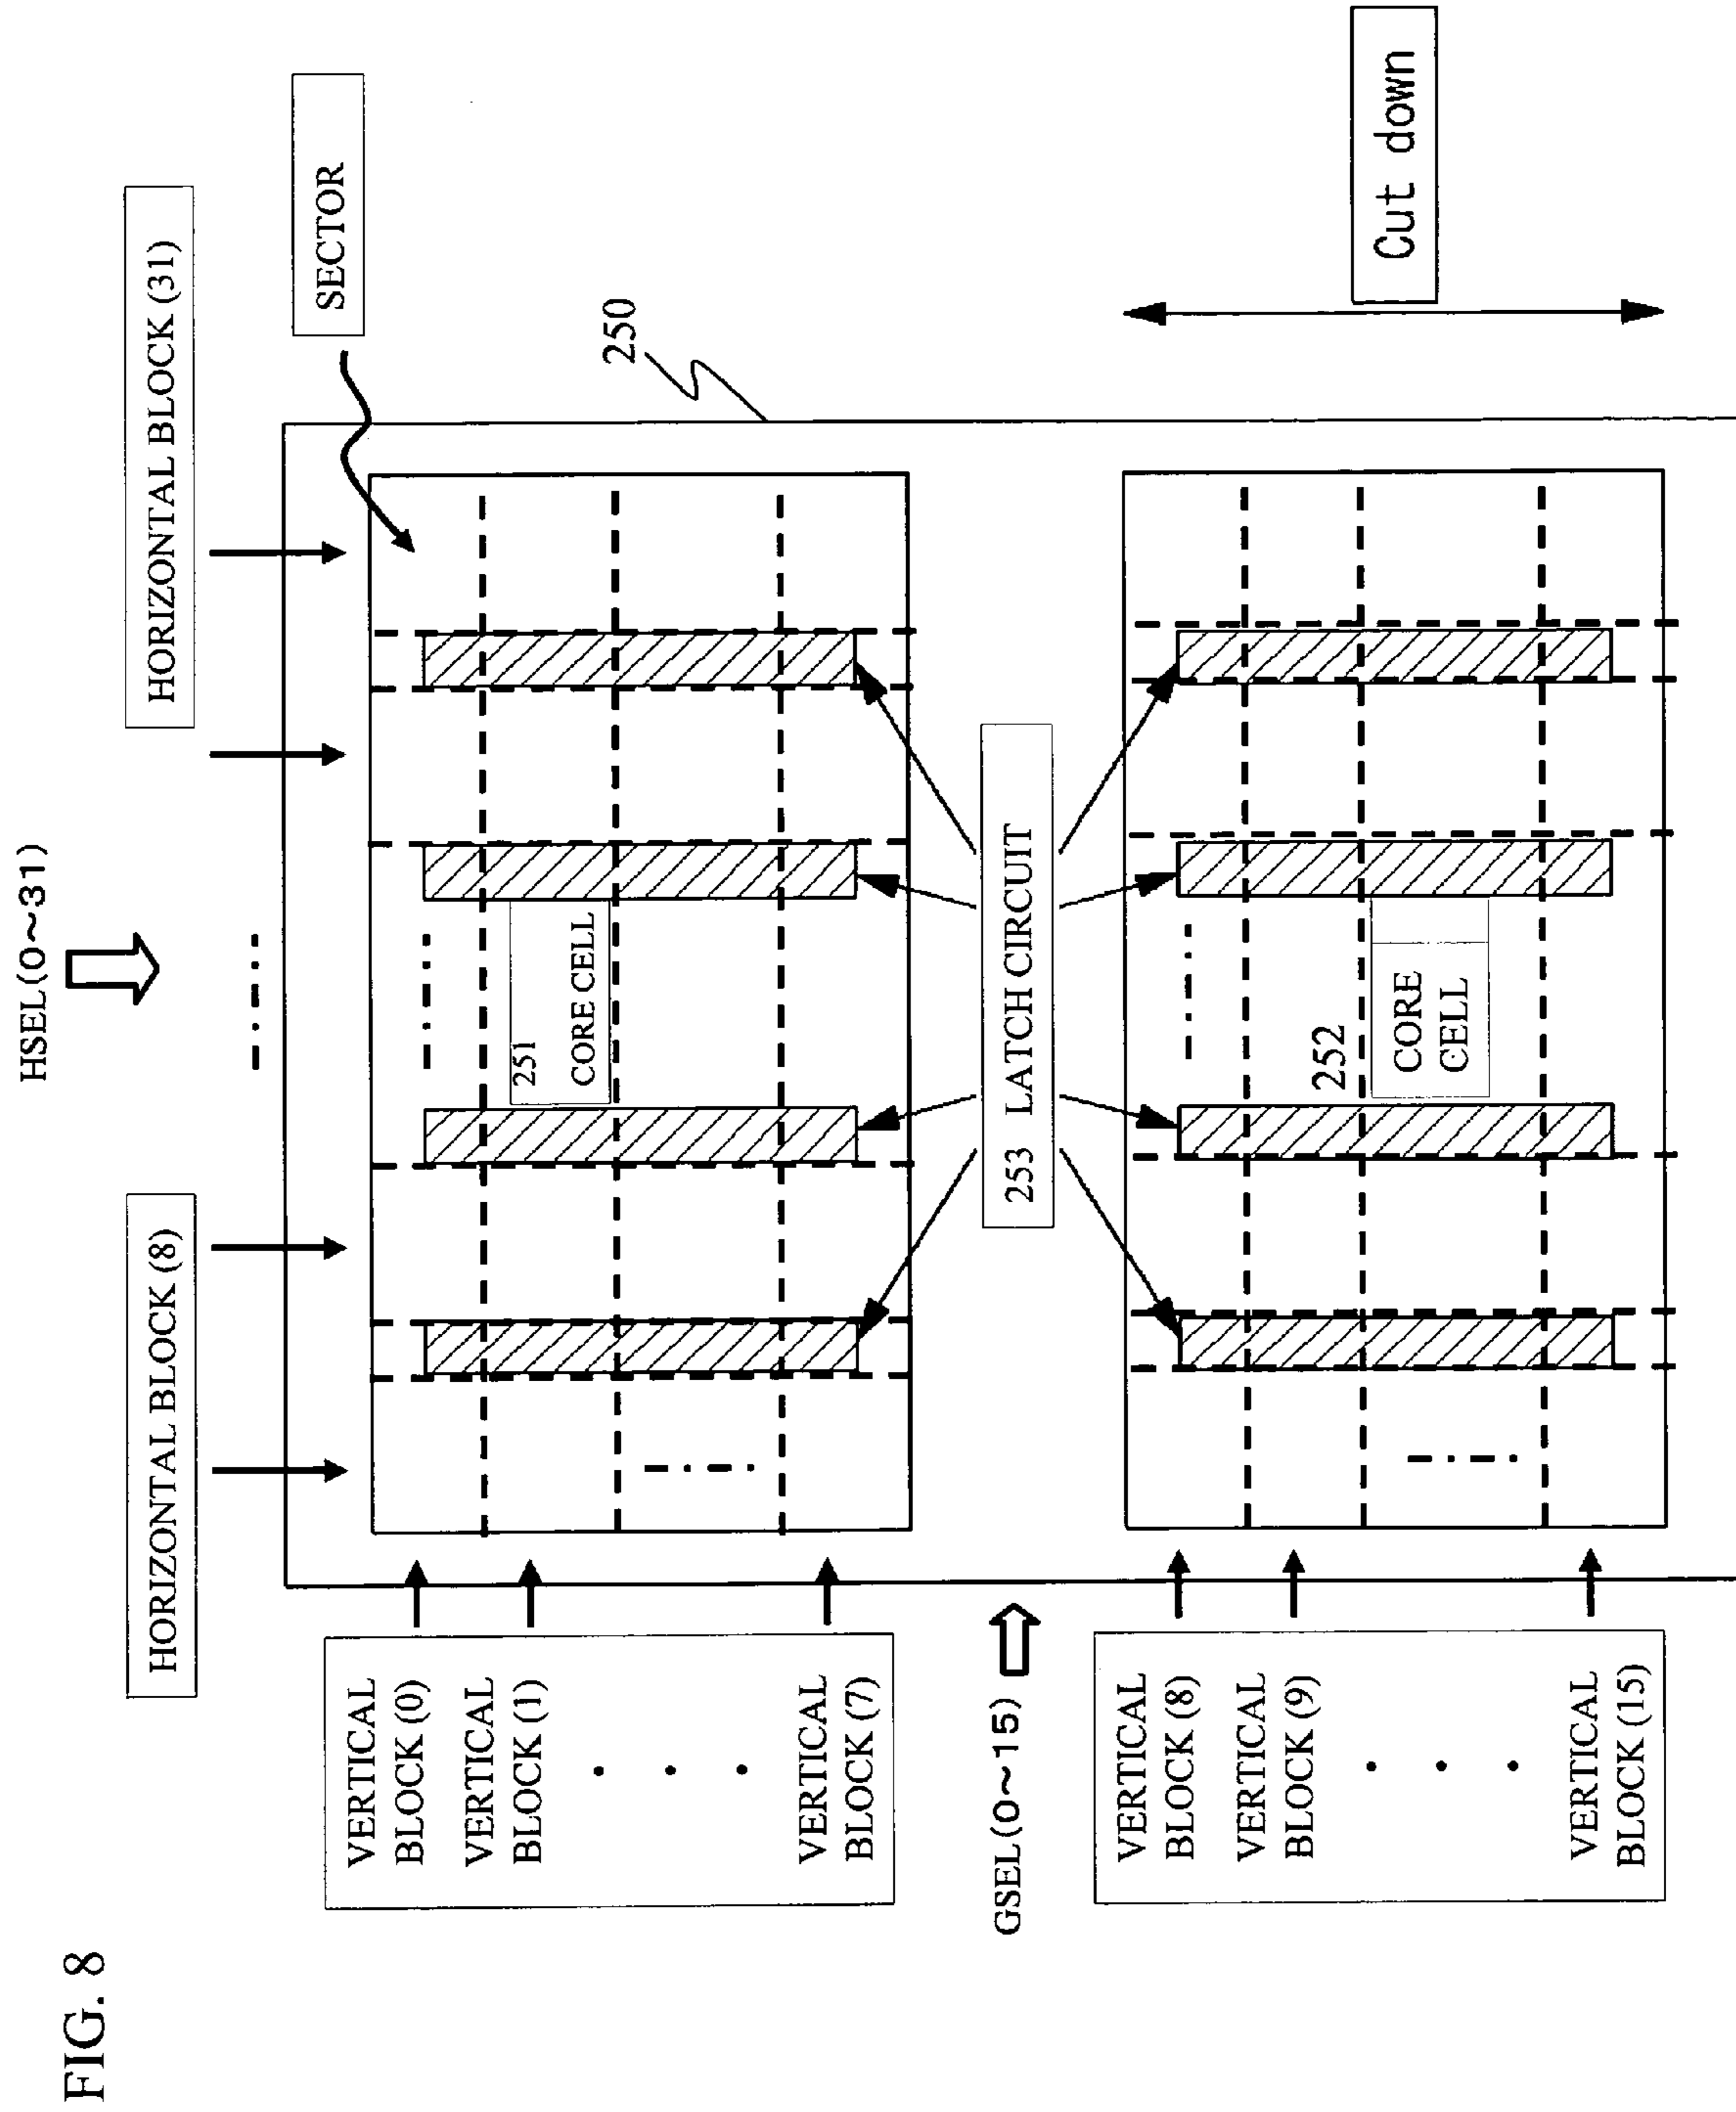 FIG. 8
HSEL(0~31)
HORIZONTAL BLOCK (8)
HORIZONTAL BLOCK (31)
SECTOR
250
VERTICAL
BLOCK (0)
VERTICAL
BLOCK (1)
VERTICAL
BLOCK (7)
251
CORE CELL
GSEL(0~15)
253 LATCH CIRCUIT
VERTICAL
BLOCK (8)
VERTICAL
BLOCK (9)
VERTICAL
BLOCK (15)
252
CORE
CELL
Cut down